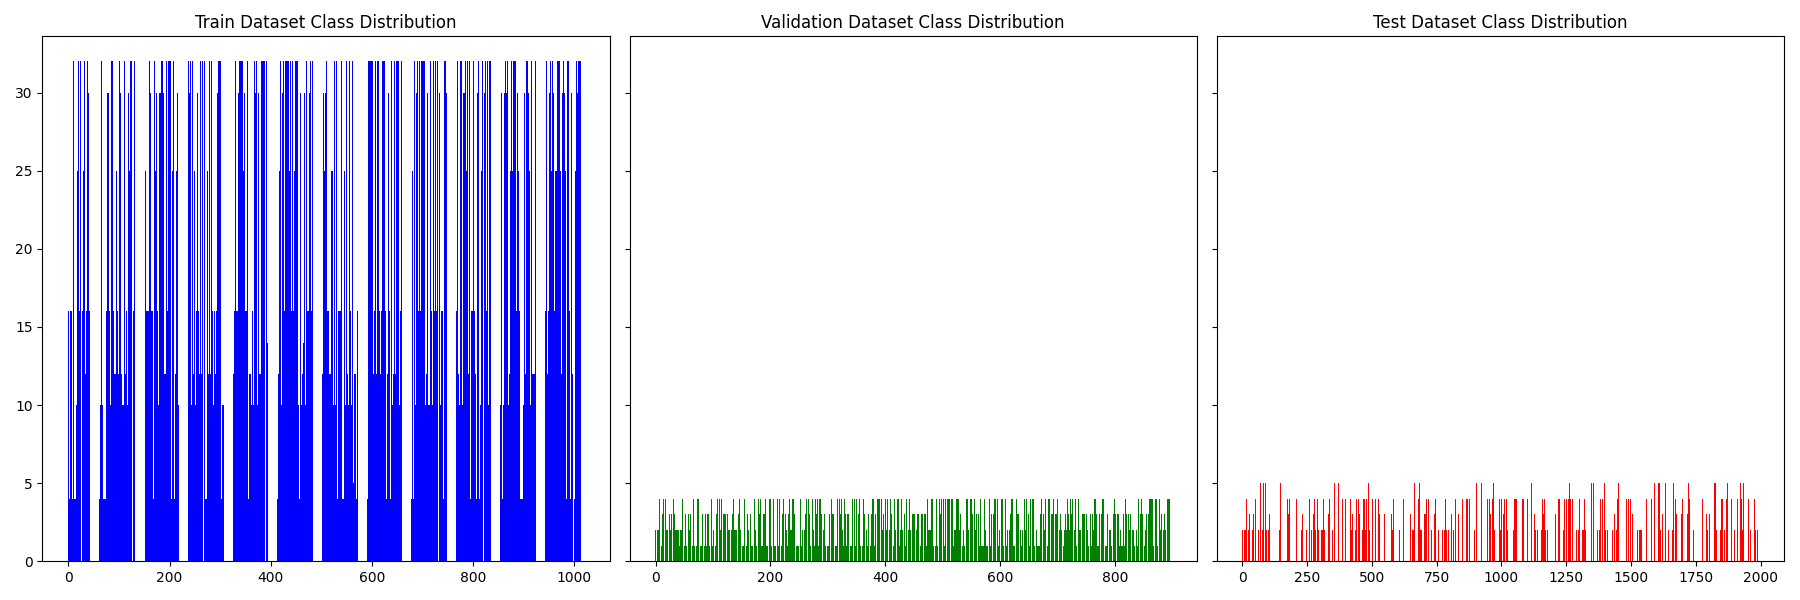 Train Dataset Class Distribution
Validation Dataset Class Distribution
Test Dataset Class Distribution
30
25
20
15
10
5
0
0 200 400 600 800 1000
0 200 400 600 800
0 250 500 750 1000 1250 1500 1750 2000